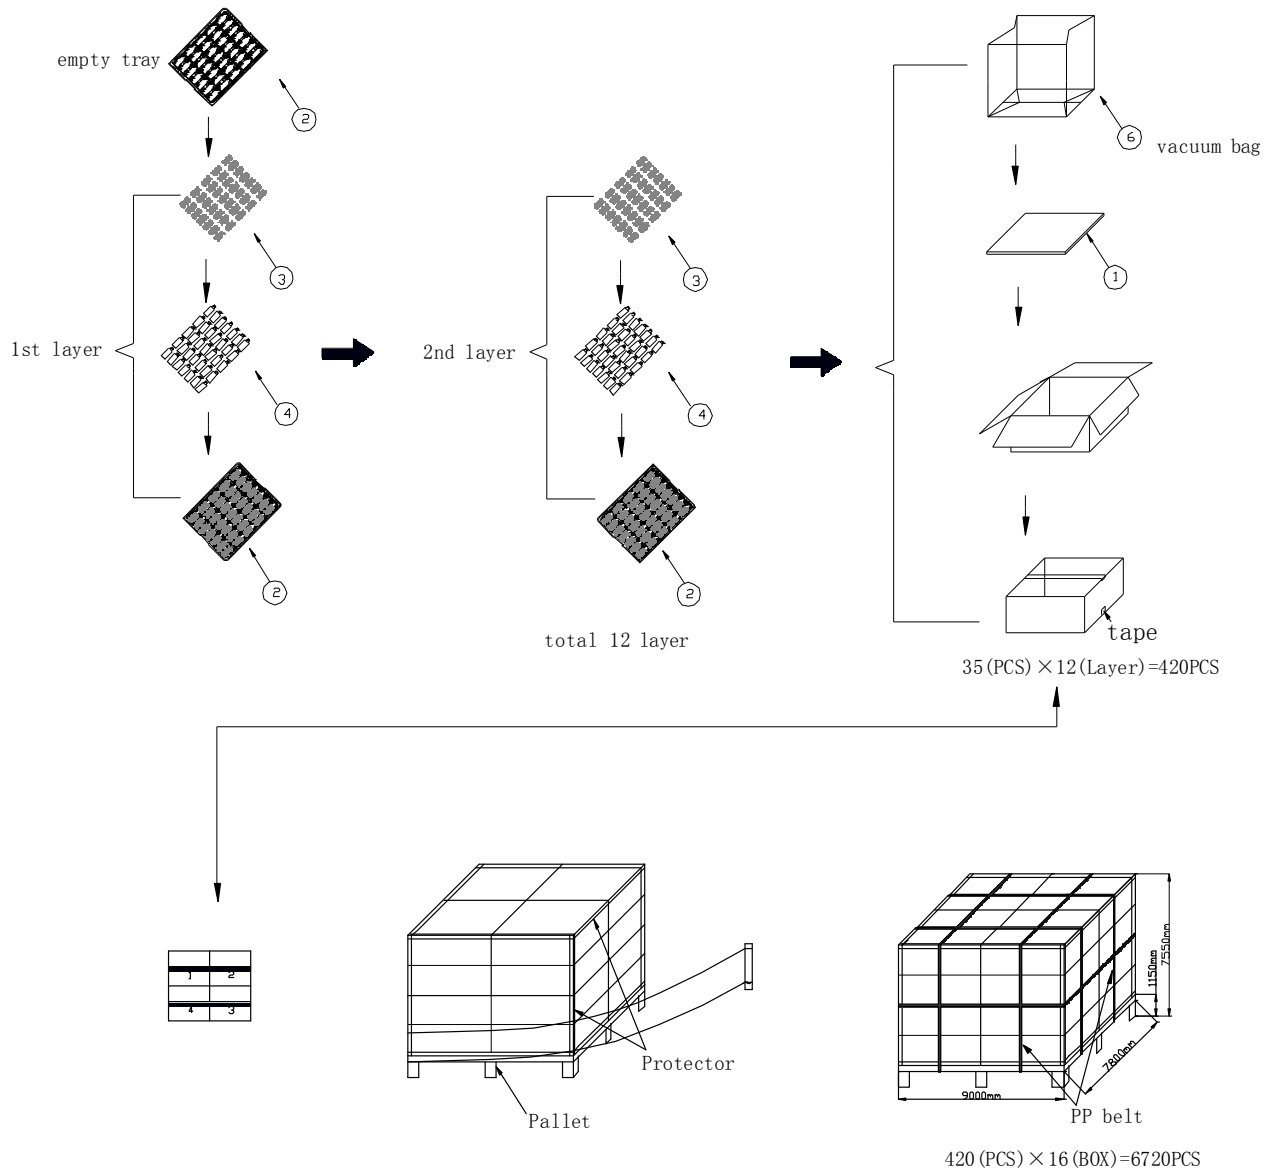 empty tray
2
3
1st layer
4
2
3
2nd layer
4
2
total 12 layer
6
vacuum bag
1
tape
35(PCS)×12(Layer)=420PCS
1 2
4 3
Protector
Pallet
1150mm
7550mm
7800mm
9000mm
PP belt
420(PCS)×16(BOX)=6720PCS